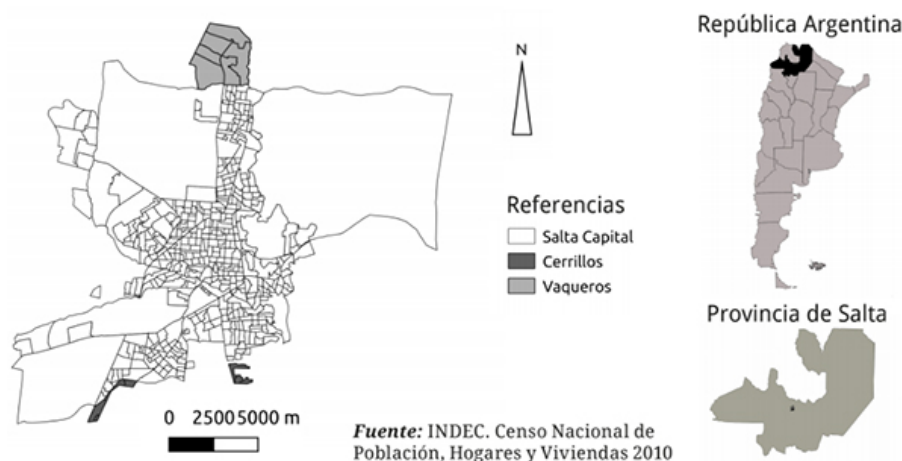 República Argentina
N
Referencias
Salta Capital
Cerrillos
Vaqueros
Provincia de Salta
0 2500 5000 m
Fuente: INDEC. Censo Nacional de
Población, Hogares y Viviendas 2010